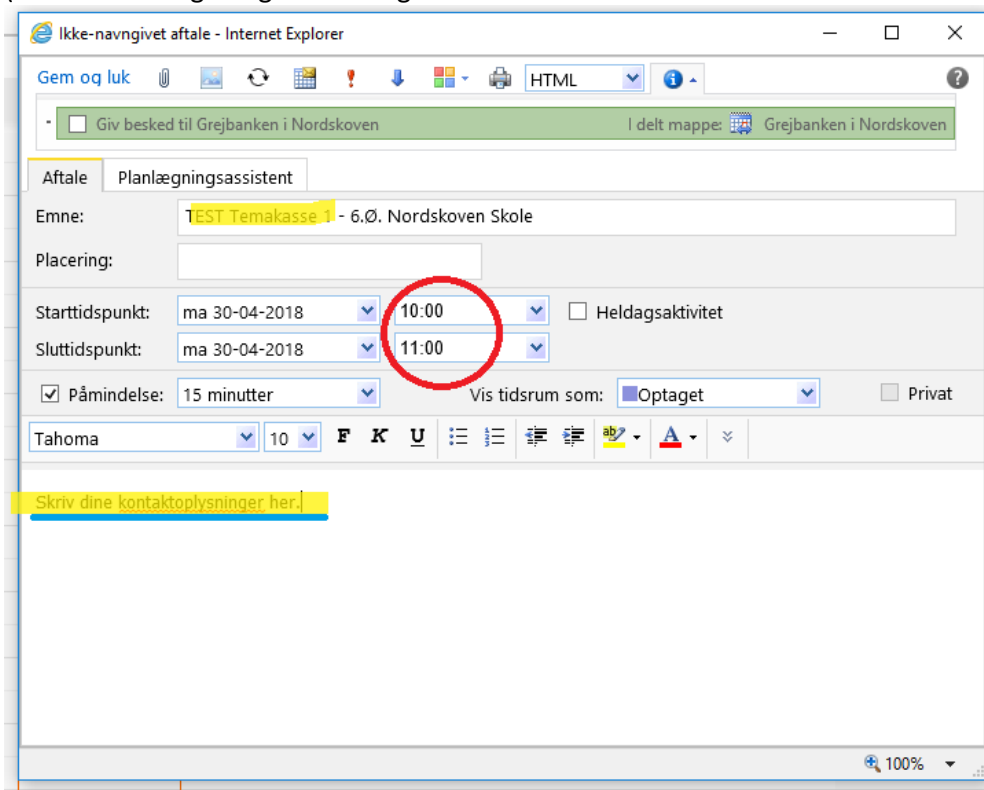 Ikke-navngivet aftale - Internet Explorer
Gem og luk HTML
Giv besked til Grejbanken i Nordskoven I delt mappe: Grejbanken i Nordskoven
Aftale Planlægningsassistent
Emne: TEST Temakasse 1 - 6.Ø. Nordskoven Skole
Placering:
Starttidspunkt: ma 30-04-2018 10:00 Heldagsaktivitet
Sluttidspunkt: ma 30-04-2018 11:00
Påmindelse: 15 minutter Vis tidsrum som: Optaget Privat
Tahoma 10 F K U ab A
Skriv dine kontaktoplysninger her.
100%